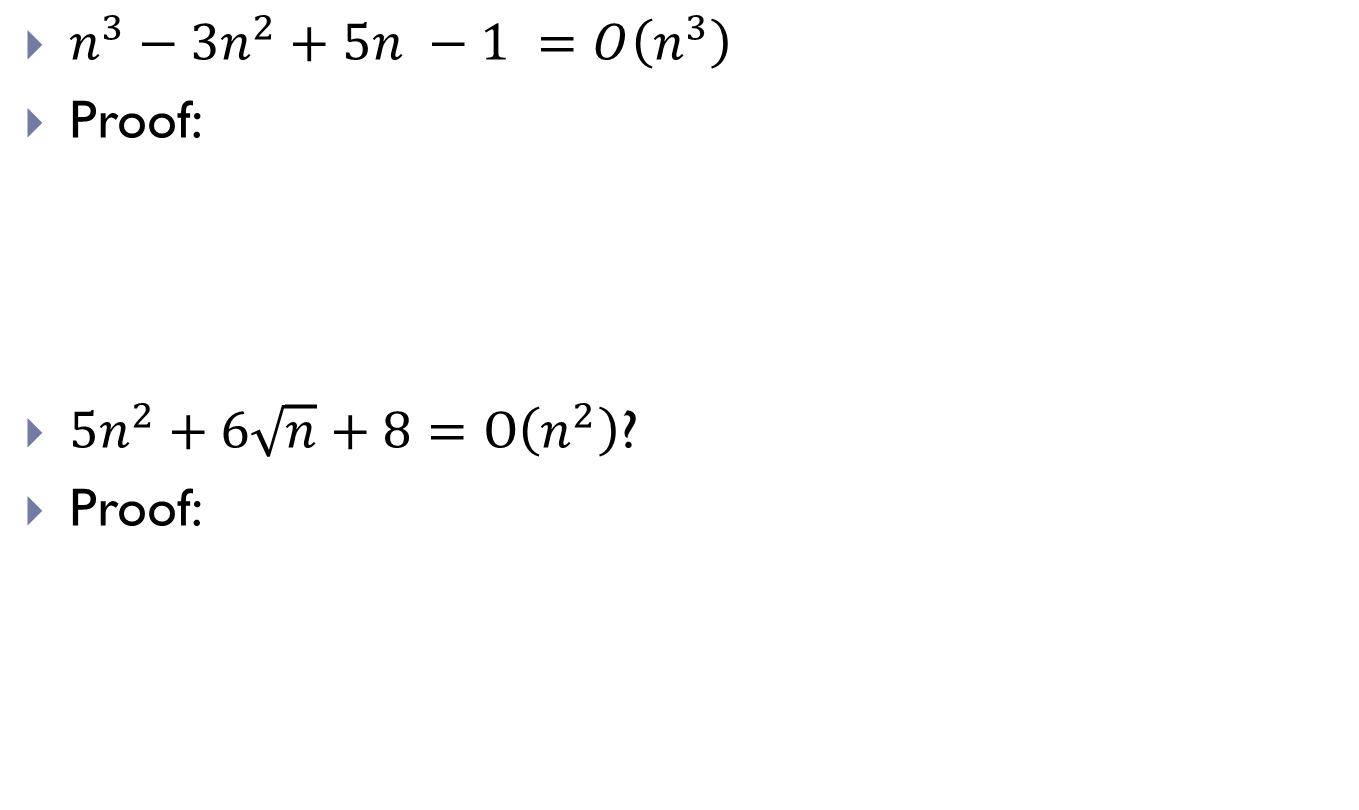 n³ − 3n² + 5n − 1 = O(n³)
Proof:
5n² + 6√n + 8 = O(n²)?
Proof: